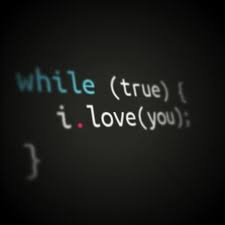 while (true) {
i.love(you);
}